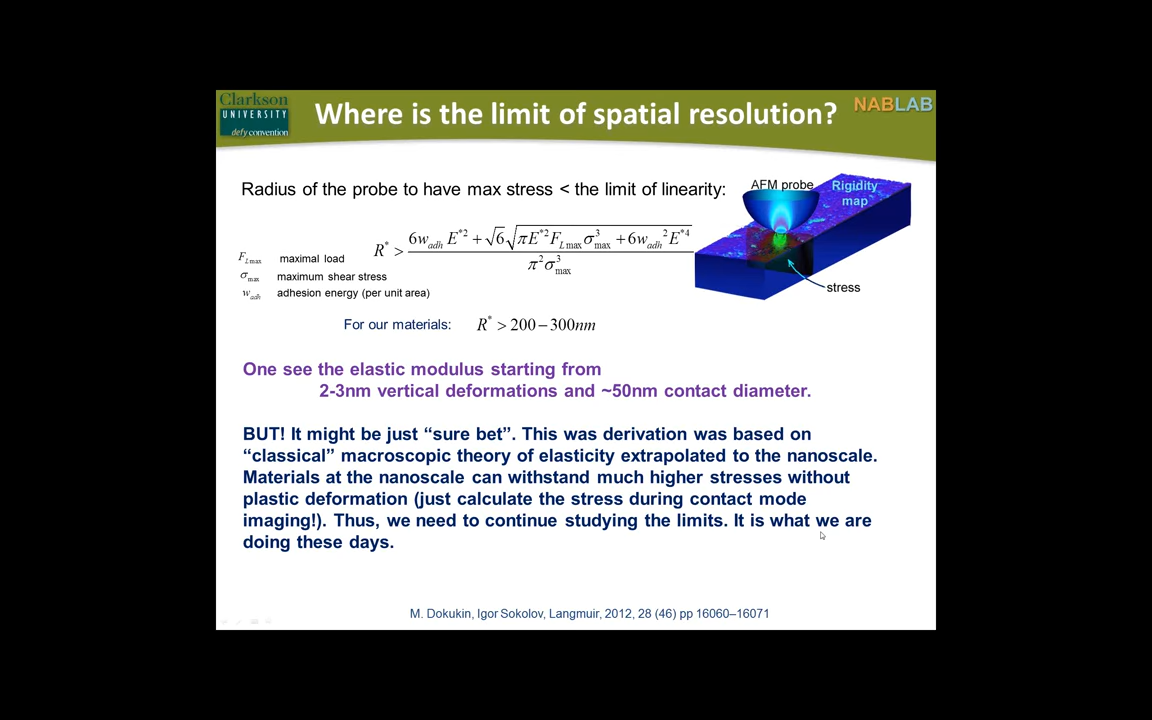 Clarkson
UNIVERSITY
defy convention
Where is the limit of spatial resolution?
NABLAB
Radius of the probe to have max stress < the limit of linearity:
AFM probe
Rigidity
map
R* > (6w_adh E*² + √6 √(πE*² F_Lmax σ³_max + 6w_adh² E*⁴)) / (π² σ³_max)
F_Lmax maximal load
σ_max maximum shear stress
w_adh adhesion energy (per unit area)
stress
For our materials: R* > 200 – 300nm
One see the elastic modulus starting from
2-3nm vertical deformations and ~50nm contact diameter.
BUT! It might be just “sure bet”. This was derivation was based on
“classical” macroscopic theory of elasticity extrapolated to the nanoscale.
Materials at the nanoscale can withstand much higher stresses without
plastic deformation (just calculate the stress during contact mode
imaging!). Thus, we need to continue studying the limits. It is what we are
doing these days.
M. Dokukin, Igor Sokolov, Langmuir, 2012, 28 (46) pp 16060–16071